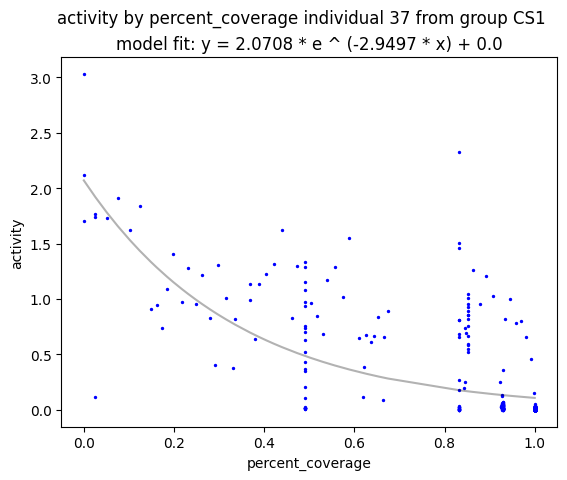 activity by percent_coverage individual 37 from group CS1
model fit: y = 2.0708 * e ^ (-2.9497 * x) + 0.0
3.0
2.5
2.0
1.5
1.0
0.5
0.0
activity
0.0 0.2 0.4 0.6 0.8 1.0
percent_coverage